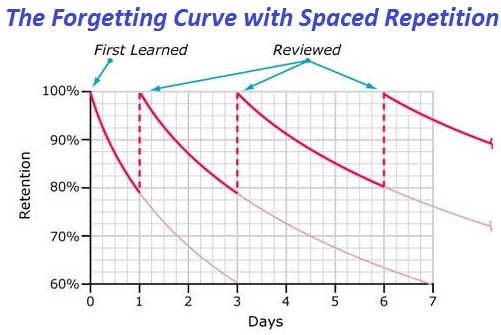 The Forgetting Curve with Spaced Repetition
First Learned
Reviewed
100%
90%
80%
70%
60%
Retention
0 1 2 3 4 5 6 7
Days